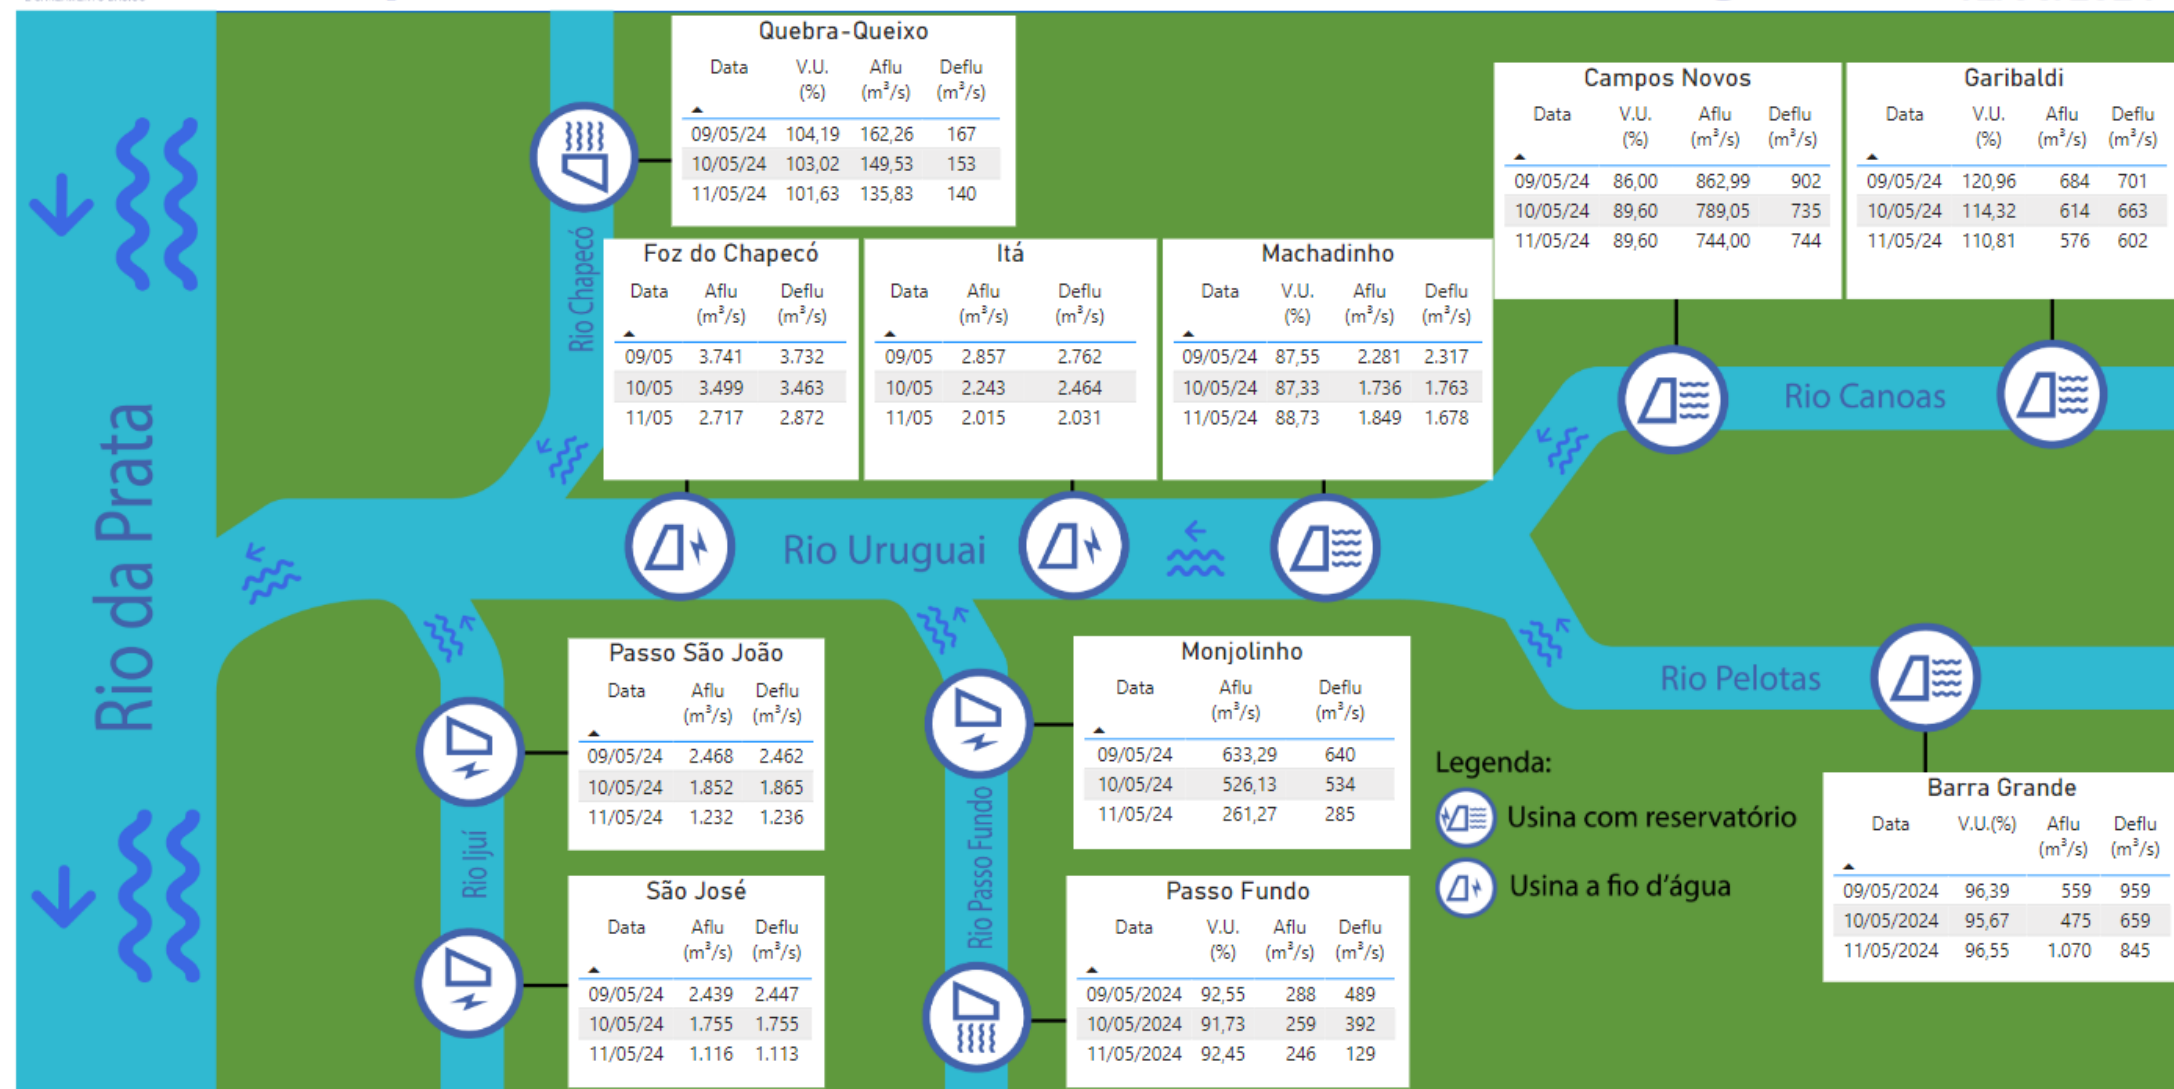 Quebra-Queixo
Data V.U. (%) Aflu (m³/s) Deflu (m³/s)
09/05/24 104,19 162,26 167
10/05/24 103,02 149,53 153
11/05/24 101,63 135,83 140
Campos Novos
Data V.U. (%) Aflu (m³/s) Deflu (m³/s)
09/05/24 86,00 862,99 902
10/05/24 89,60 789,05 735
11/05/24 89,60 744,00 744
Garibaldi
Data V.U. (%) Aflu (m³/s) Deflu (m³/s)
09/05/24 120,96 684 701
10/05/24 114,32 614 663
11/05/24 110,81 576 602
Rio Chapecó
Foz do Chapecó
Data Aflu (m³/s) Deflu (m³/s)
09/05 3.741 3.732
10/05 3.499 3.463
11/05 2.717 2.872
Itá
Data Aflu (m³/s) Deflu (m³/s)
09/05 2.857 2.762
10/05 2.243 2.464
11/05 2.015 2.031
Machadinho
Data V.U. (%) Aflu (m³/s) Deflu (m³/s)
09/05/24 87,55 2.281 2.317
10/05/24 87,33 1.736 1.763
11/05/24 88,73 1.849 1.678
Rio Canoas
Rio da Prata
Rio Uruguai
Rio Pelotas
Passo São João
Data Aflu (m³/s) Deflu (m³/s)
09/05/24 2.468 2.462
10/05/24 1.852 1.865
11/05/24 1.232 1.236
Monjolinho
Data Aflu (m³/s) Deflu (m³/s)
09/05/24 633,29 640
10/05/24 526,13 534
11/05/24 261,27 285
Rio Ijuí
Rio Passo Fundo
São José
Data Aflu (m³/s) Deflu (m³/s)
09/05/24 2.439 2.447
10/05/24 1.755 1.755
11/05/24 1.116 1.113
Passo Fundo
Data V.U. (%) Aflu (m³/s) Deflu (m³/s)
09/05/2024 92,55 288 489
10/05/2024 91,73 259 392
11/05/2024 92,45 246 129
Legenda:
Usina com reservatório
Usina a fio d'água
Barra Grande
Data V.U.(%) Aflu (m³/s) Deflu (m³/s)
09/05/2024 96,39 559 959
10/05/2024 95,67 475 659
11/05/2024 96,55 1.070 845